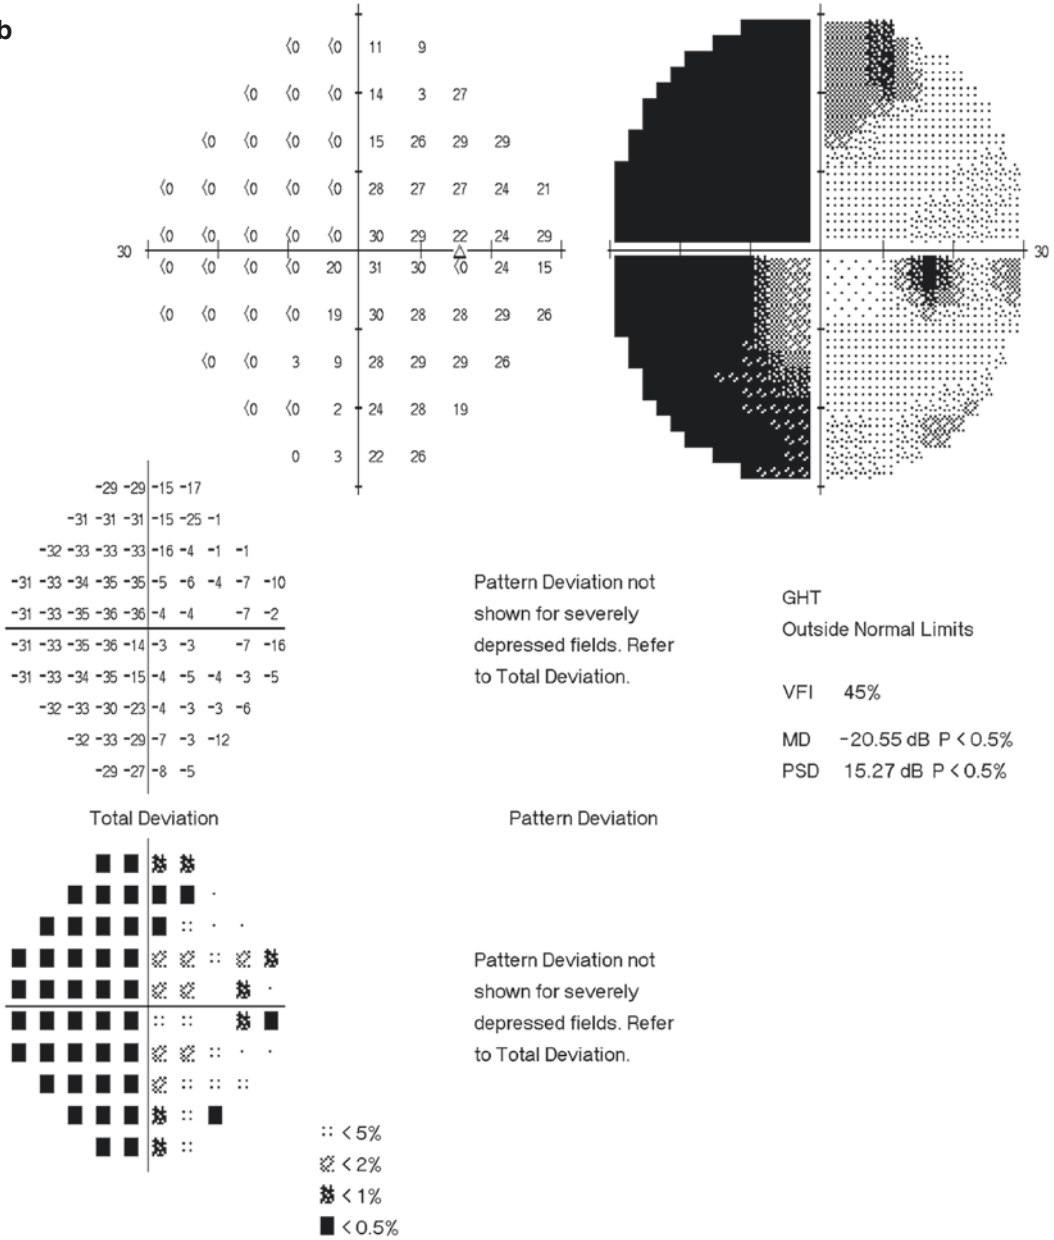 b
⟨0 ⟨0 11 9
⟨0 ⟨0 ⟨0 14 3 27
⟨0 ⟨0 ⟨0 ⟨0 15 26 29 29
⟨0 ⟨0 ⟨0 ⟨0 ⟨0 28 27 27 24 21
⟨0 ⟨0 ⟨0 ⟨0 ⟨0 30 29 22 24 29
30 30
⟨0 ⟨0 ⟨0 ⟨0 20 31 30 ⟨0 24 15
⟨0 ⟨0 ⟨0 ⟨0 19 30 28 28 29 26
⟨0 ⟨0 3 9 28 29 29 26
⟨0 ⟨0 2 24 28 19
0 3 22 26
-29 -29 -15 -17
-31 -31 -31 -15 -25 -1
-32 -33 -33 -33 -16 -4 -1 -1
-31 -33 -34 -35 -35 -5 -6 -4 -7 -10
-31 -33 -35 -36 -36 -4 -4 -7 -2
-31 -33 -35 -36 -14 -3 -3 -7 -16
-31 -33 -34 -35 -15 -4 -5 -4 -3 -5
-32 -33 -30 -23 -4 -3 -3 -6
-32 -33 -29 -7 -3 -12
-29 -27 -8 -5
Total Deviation
Pattern Deviation not
shown for severely
depressed fields. Refer
to Total Deviation.
Pattern Deviation
GHT
Outside Normal Limits
VFI 45%
MD -20.55 dB P < 0.5%
PSD 15.27 dB P < 0.5%
Pattern Deviation not
shown for severely
depressed fields. Refer
to Total Deviation.
< 5%
< 2%
< 1%
< 0.5%